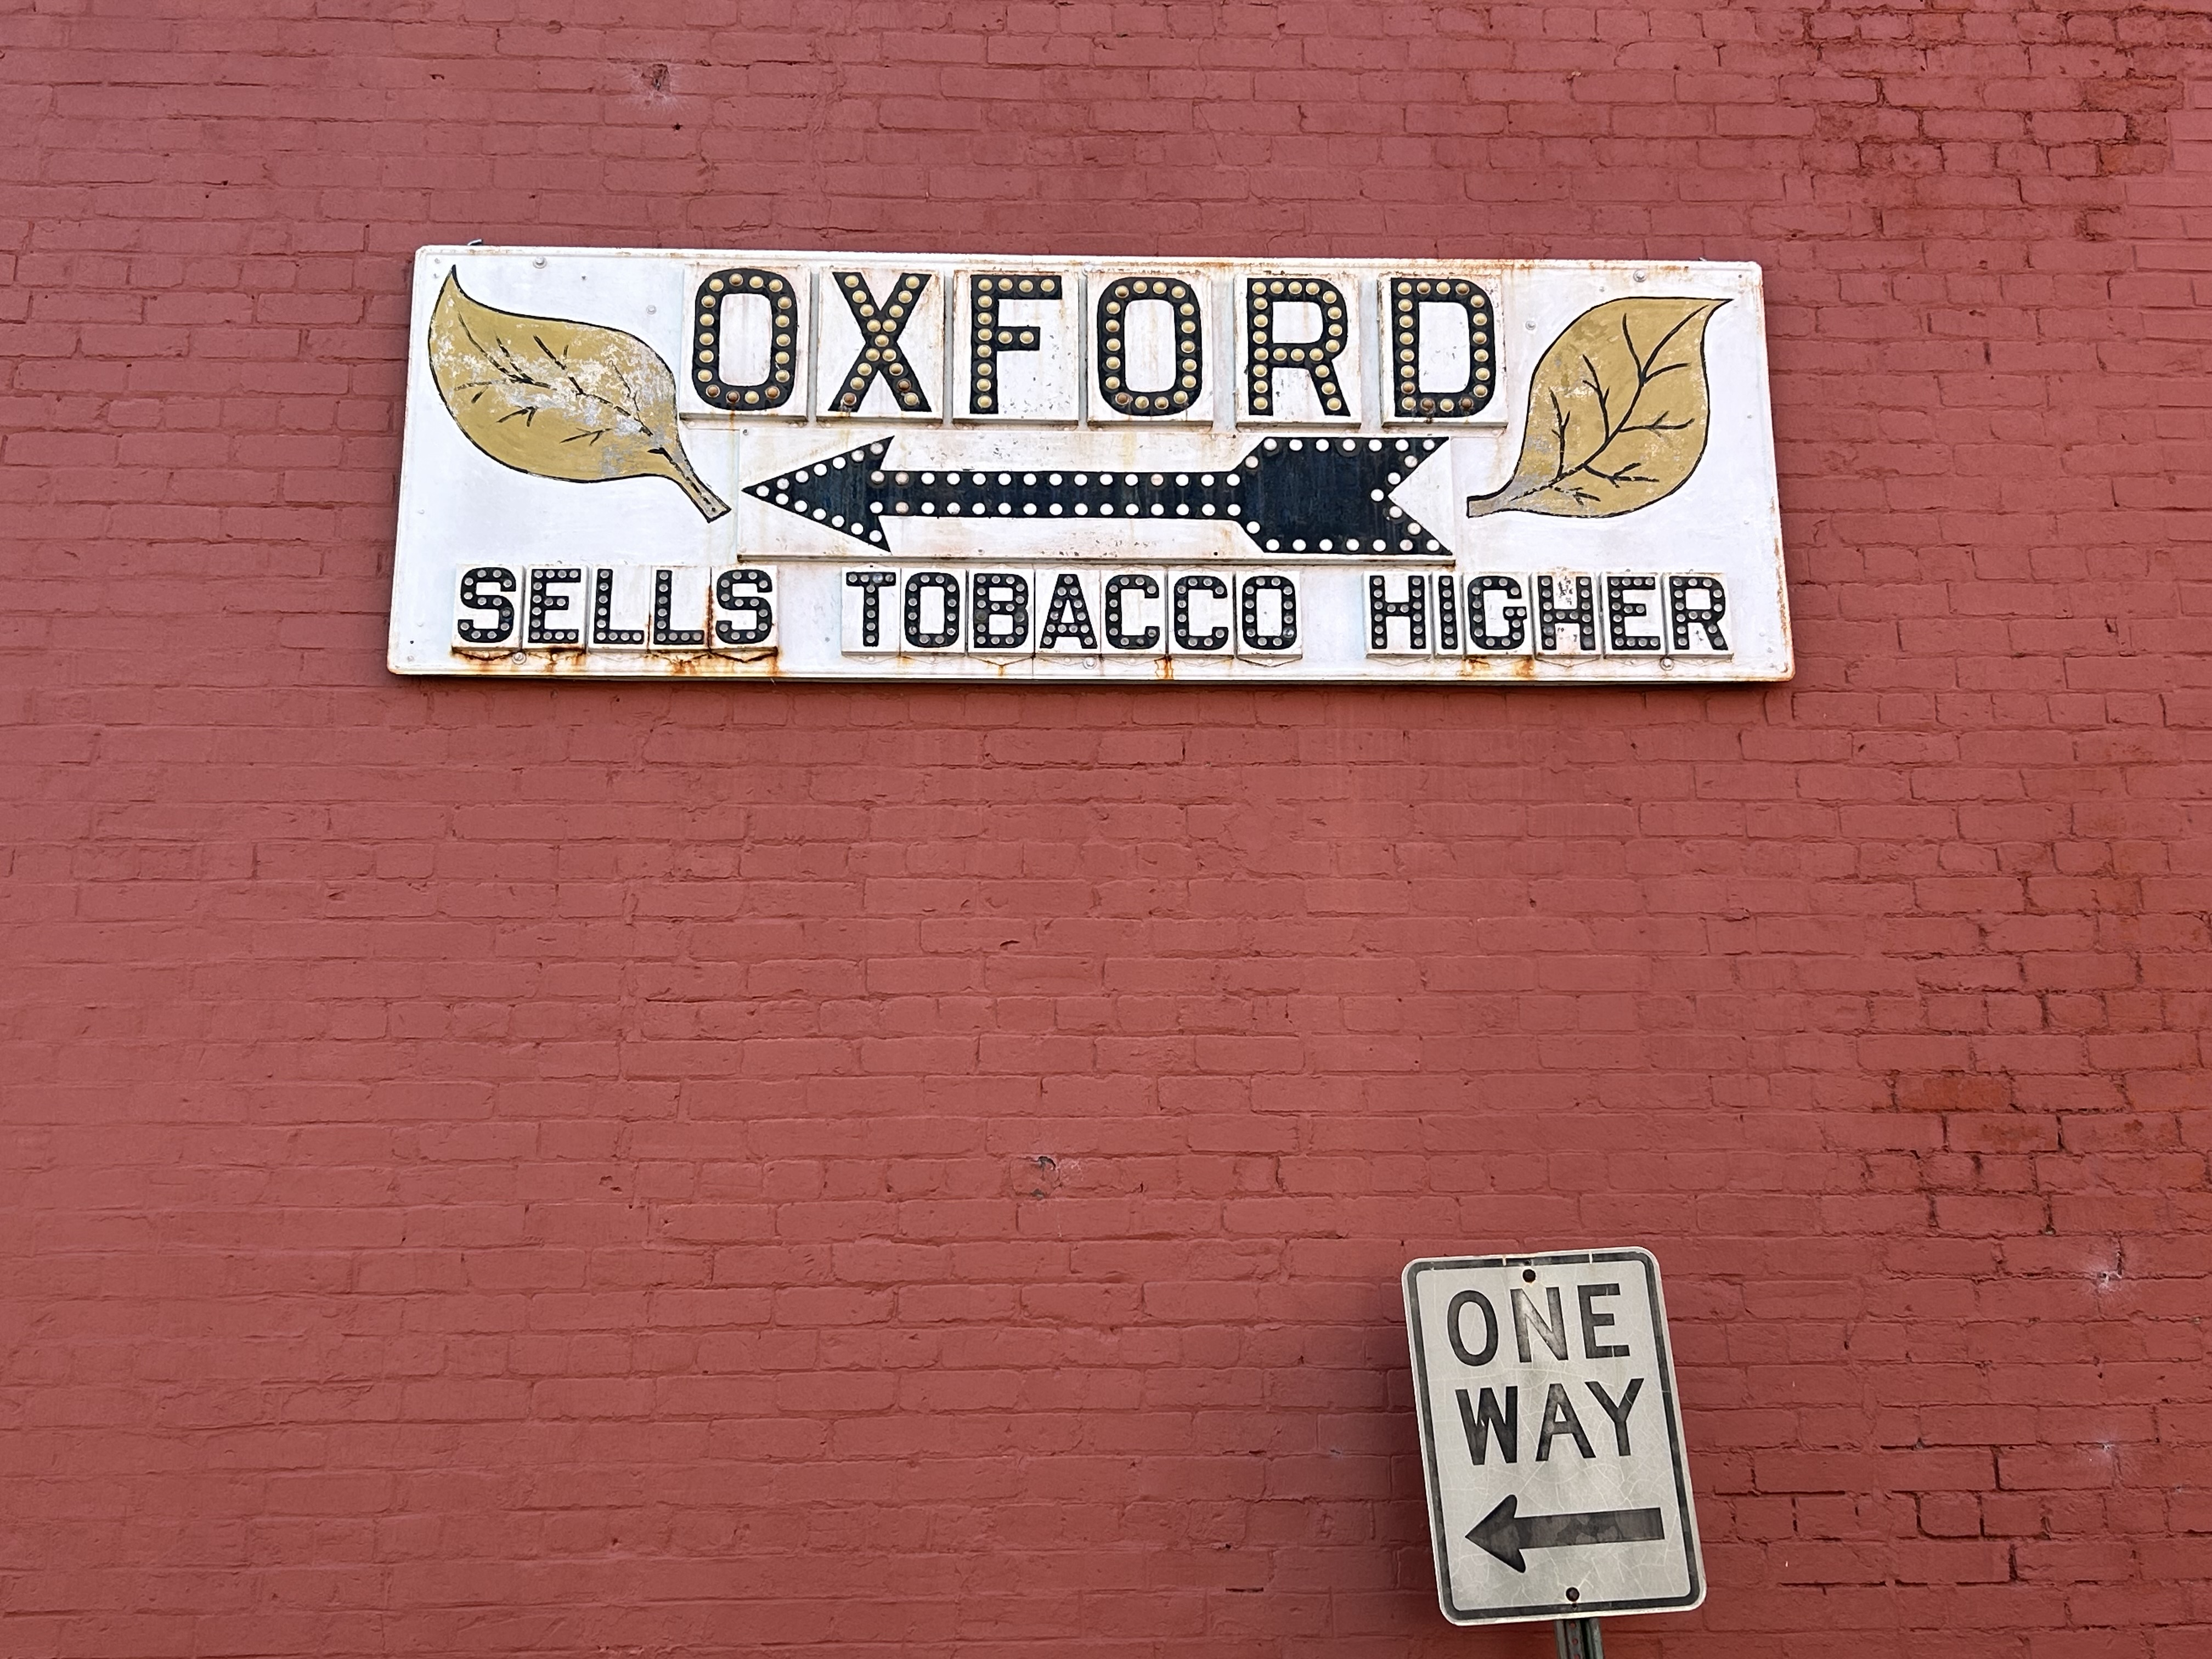 OXFORD
SELLS TOBACCO HIGHER
ONE
WAY